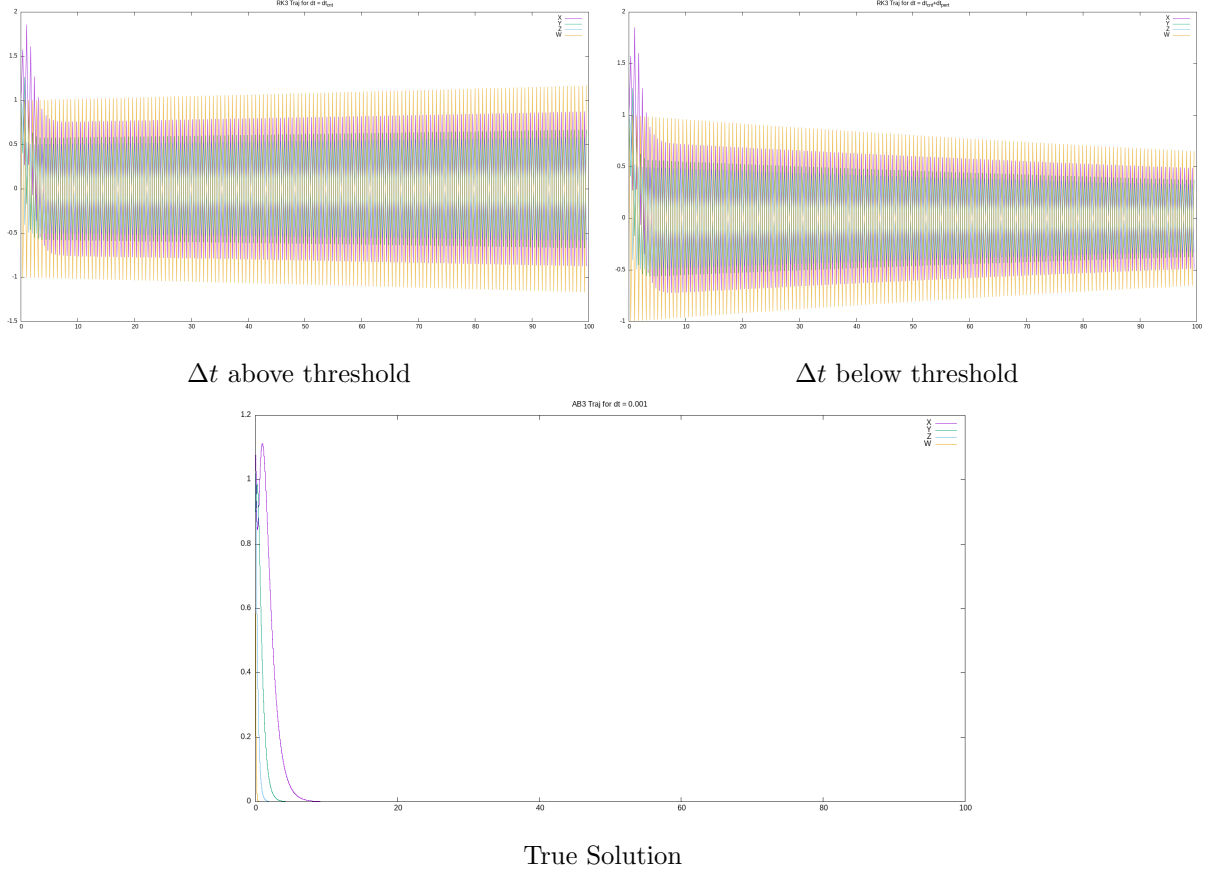 RK3 Traj for dt = dt_crit
X
Y
Z
W
2
1.5
1
0.5
0
-0.5
-1
-1.5
0 10 20 30 40 50 60 70 80 90 100
Δt above threshold
RK3 Traj for dt = dt_crit+dt_pert
X
Y
Z
W
2
1.5
1
0.5
0
-0.5
-1
0 10 20 30 40 50 60 70 80 90 100
Δt below threshold
AB3 Traj for dt = 0.001
X
Y
Z
W
1.2
1
0.8
0.6
0.4
0.2
0
0 20 40 60 80 100
True Solution